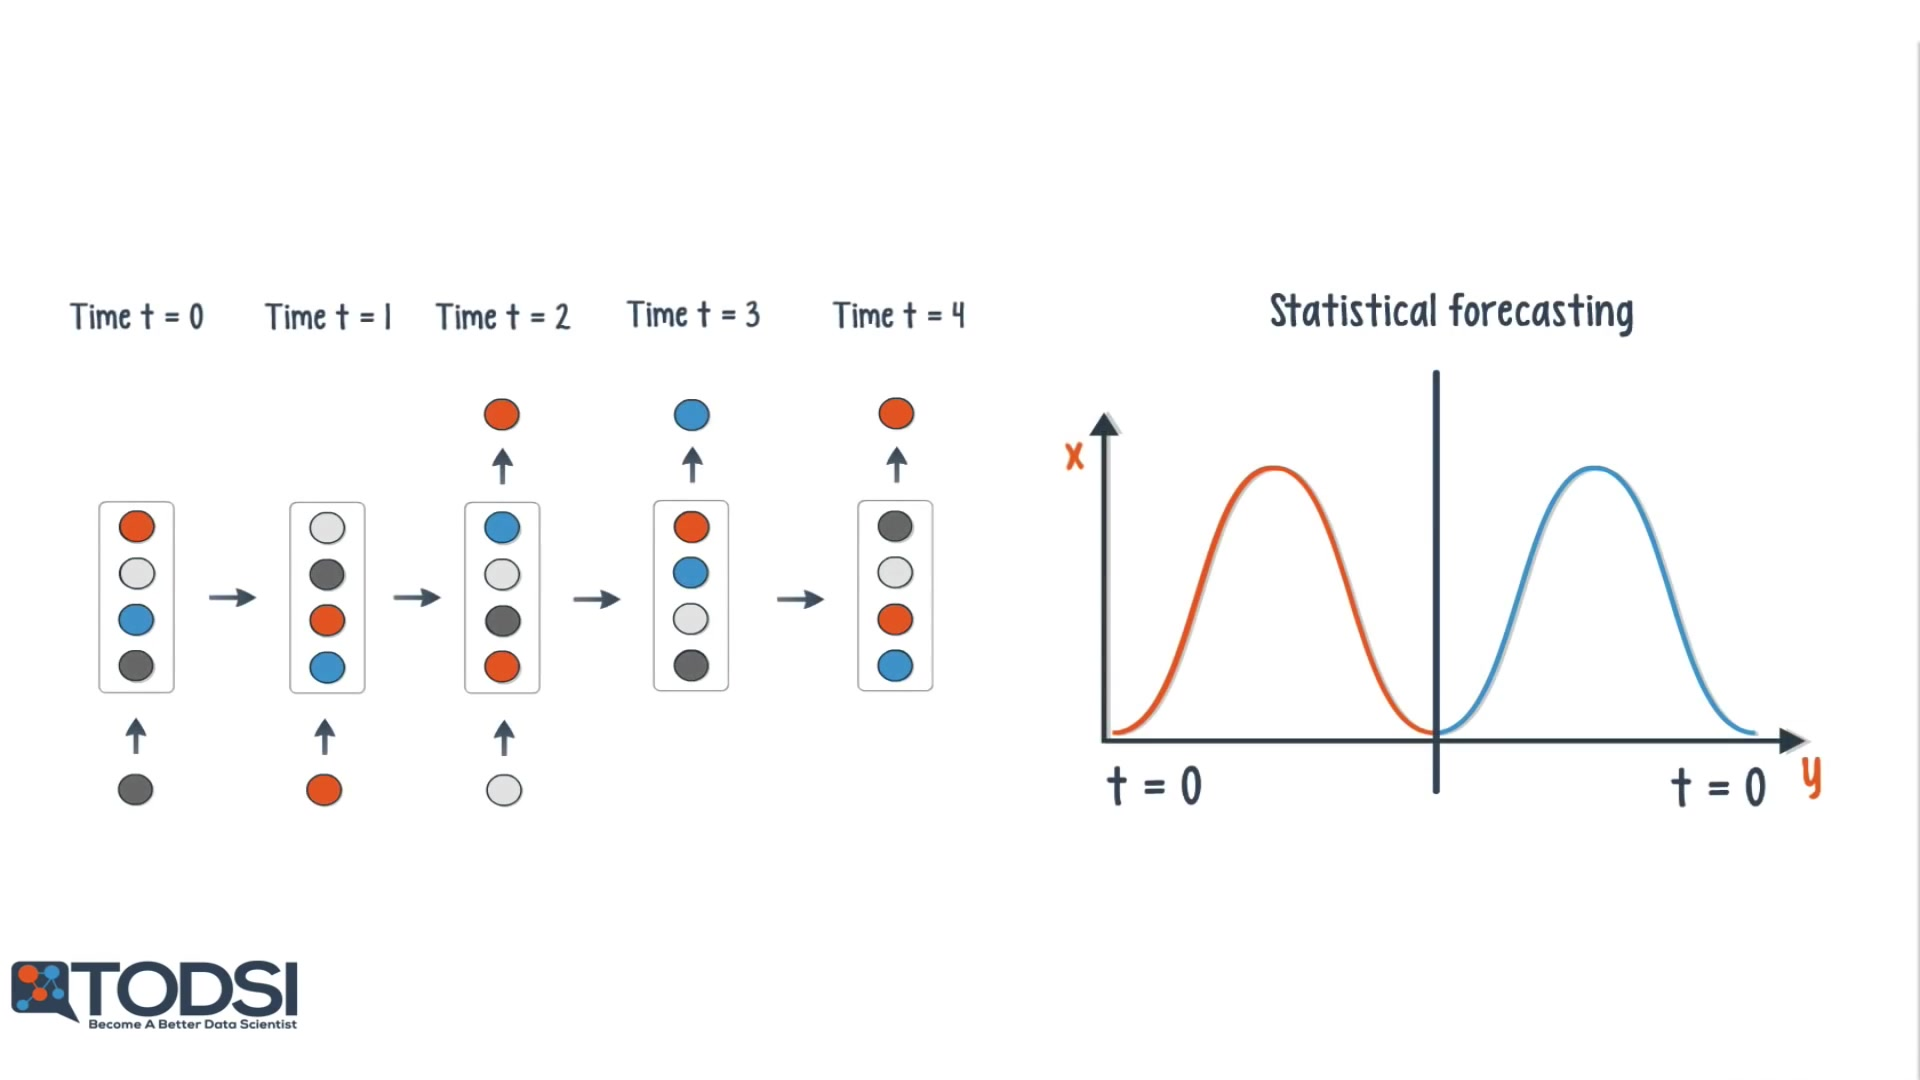 Time t = 0
Time t = 1
Time t = 2
Time t = 3
Time t = 4
Statistical forecasting
x
t = 0
t = 0
y
TODSI
Become A Better Data Scientist